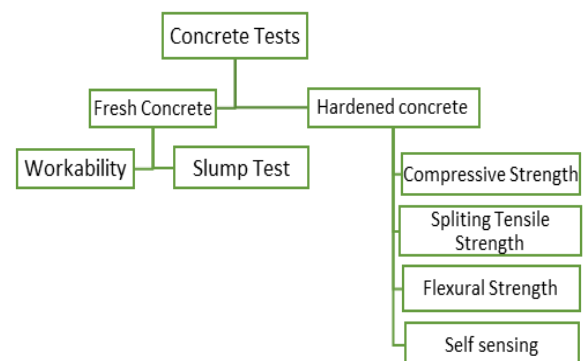 Concrete Tests
Fresh Concrete
Hardened concrete
Workability
Slump Test
Compressive Strength
Spliting Tensile
Strength
Flexural Strength
Self sensing